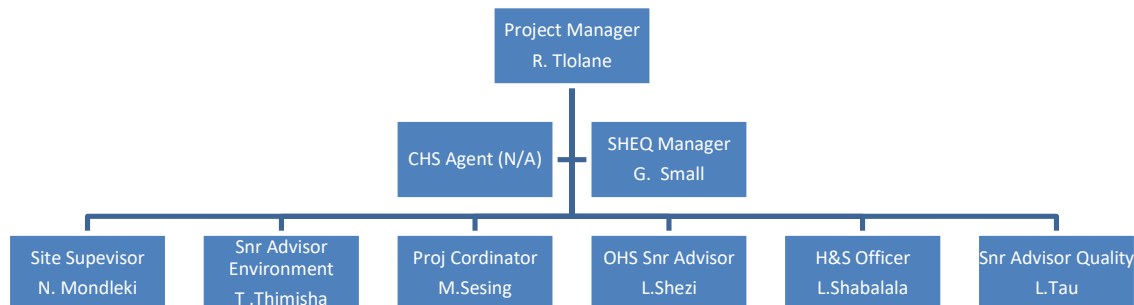 Project Manager
R. Tlolane
CHS Agent (N/A)
SHEQ Manager
G. Small
Site Supevisor
N. Mondleki
Snr Advisor
Environment
T .Thimisha
Proj Cordinator
M.Sesing
OHS Snr Advisor
L.Shezi
H&S Officer
L.Shabalala
Snr Advisor Quality
L.Tau